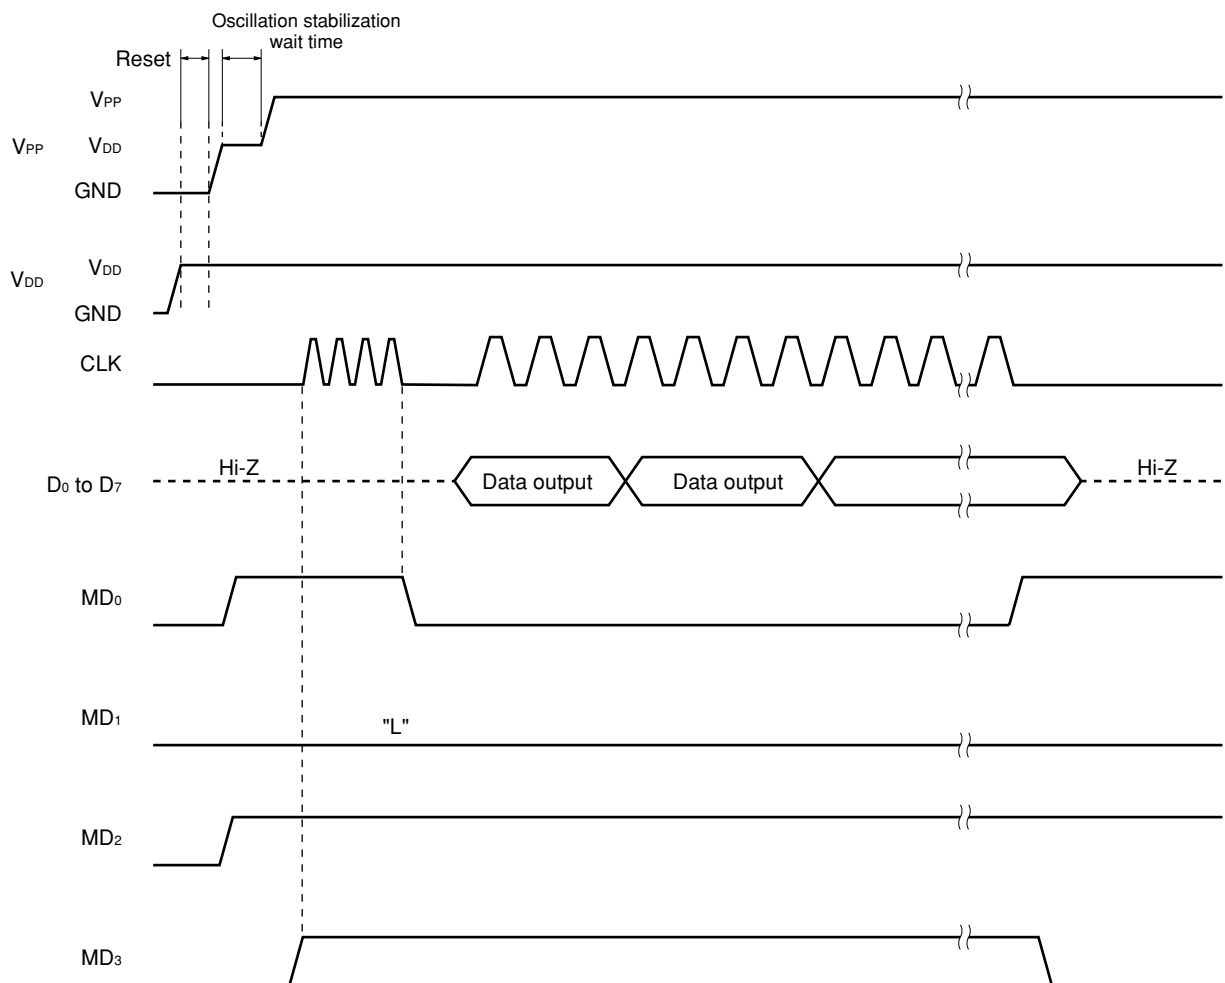 Oscillation stabilization
wait time
Reset
VPP
VPP VDD
GND
VDD
VDD
GND
CLK
Hi-Z
Hi-Z
D0 to D7
Data output
Data output
MD0
MD1
"L"
MD2
MD3